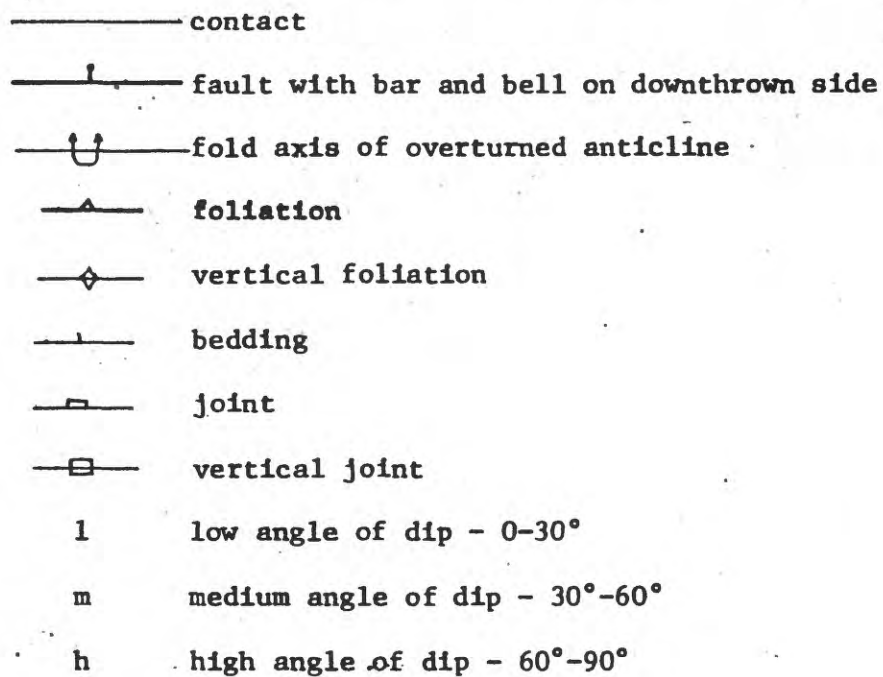 contact
fault with bar and bell on downthrown side
fold axis of overturned anticline
foliation
vertical foliation
bedding
joint
vertical joint
l low angle of dip - 0-30°
m medium angle of dip - 30°-60°
h high angle of dip - 60°-90°